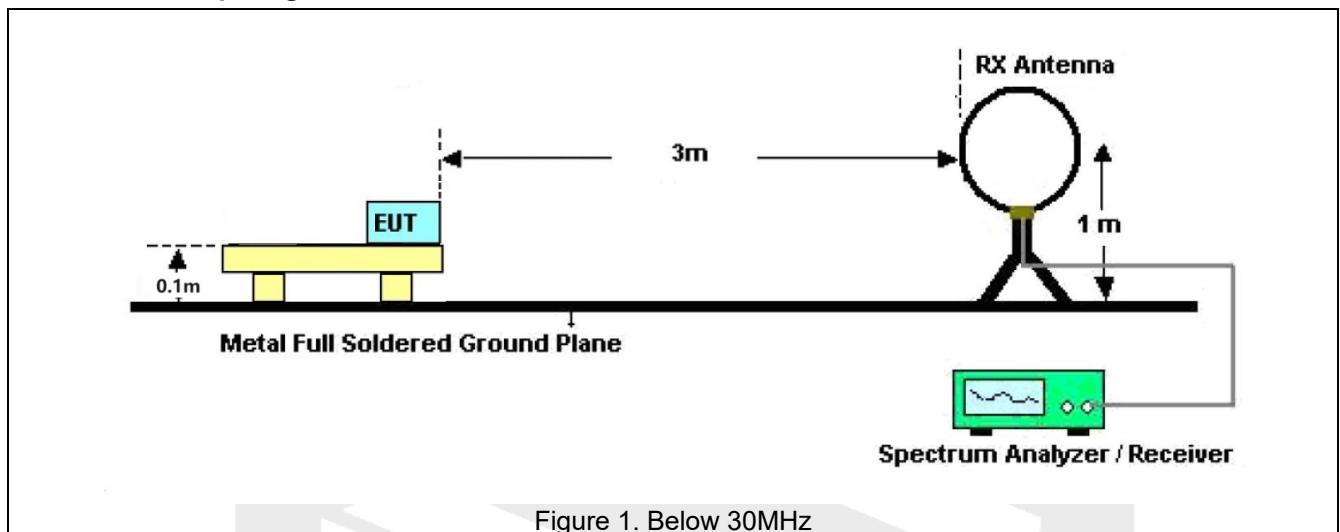 RX Antenna
3m
EUT
1 m
0.1m
Metal Full Soldered Ground Plane
Spectrum Analyzer / Receiver
Figure 1. Below 30MHz